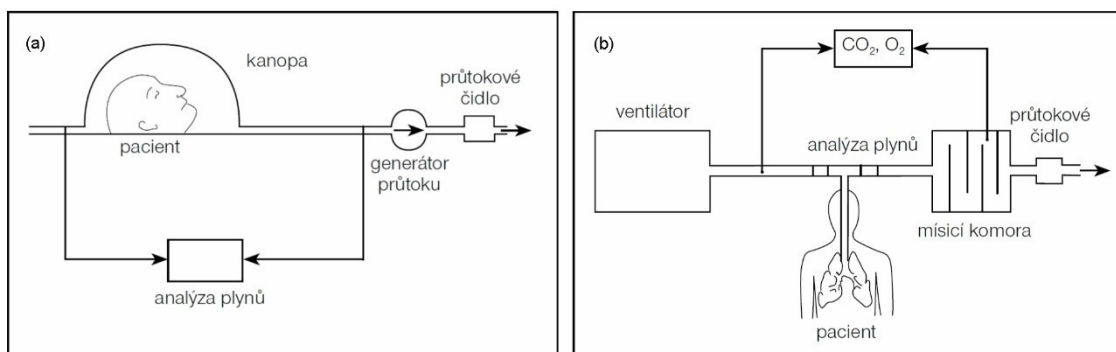 (a)
kanopa
průtokové
čidlo
pacient
generátor
průtoku
analýza plynů
(b)
CO2, O2
ventilátor
analýza plynů
průtokové
čidlo
mísicí komora
pacient